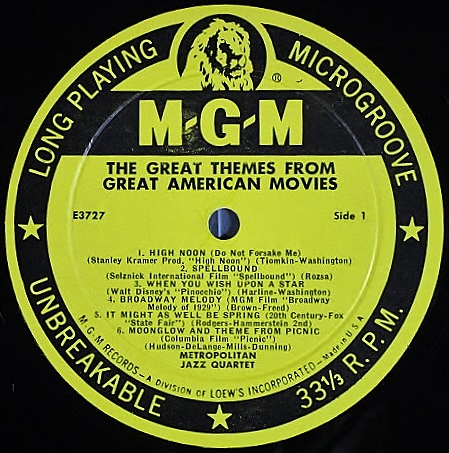 LONG PLAYING MICROGROOVE
®
M-G-M
THE GREAT THEMES FROM
GREAT AMERICAN MOVIES
E3727 Side 1
1. HIGH NOON (Do Not Forsake Me)
(Stanley Kramer Prod. "High Noon") (Tiomkin-Washington)
2. SPELLBOUND
(Selznick International Film "Spellbound") (Rozsa)
3. WHEN YOU WISH UPON A STAR
(Walt Disney's "Pinocchio") (Harline-Washington)
4. BROADWAY MELODY (MGM Film "Broadway
Melody of 1929") (Brown-Freed)
5. IT MIGHT AS WELL BE SPRING (20th Century-Fox
"State Fair") (Rodgers-Hammerstein 2nd)
6. MOONGLOW AND THEME FROM PICNIC
(Columbia Film "Picnic")
(Hudson-DeLange-Mills-Dunning)
METROPOLITAN
JAZZ QUARTET
M-G-M RECORDS—A DIVISION OF LOEW'S INCORPORATED—Made in U.S.A.
UNBREAKABLE 33⅓ R.P.M.